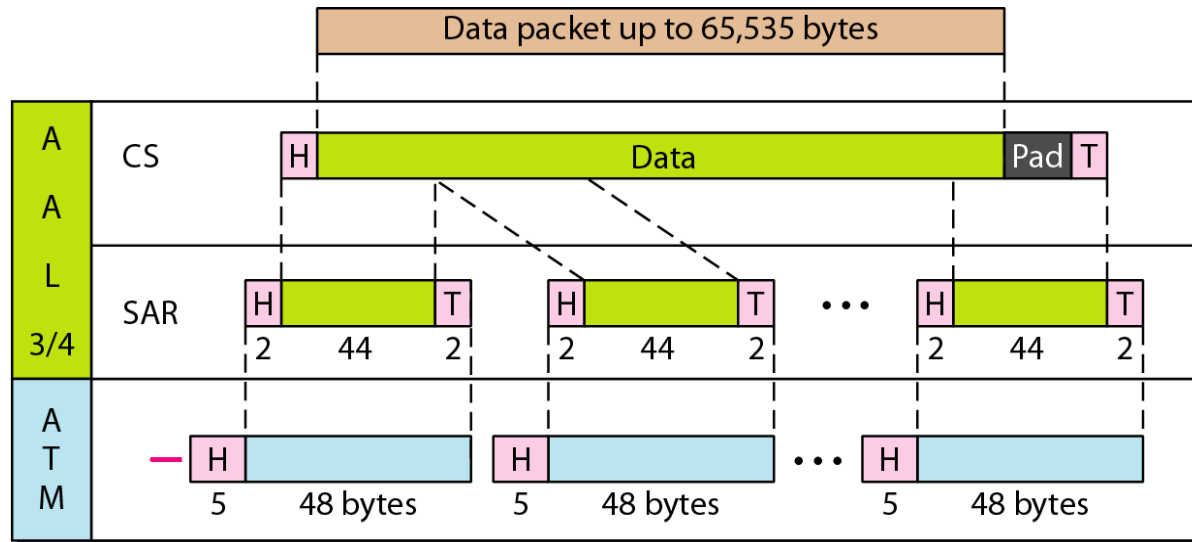 Data packet up to 65,535 bytes
A
A
L
3/4
CS
H Data Pad T
SAR
H T H T H T
2 44 2 2 44 2 2 44 2
A
T
M
H H H
5 48 bytes 5 48 bytes 5 48 bytes